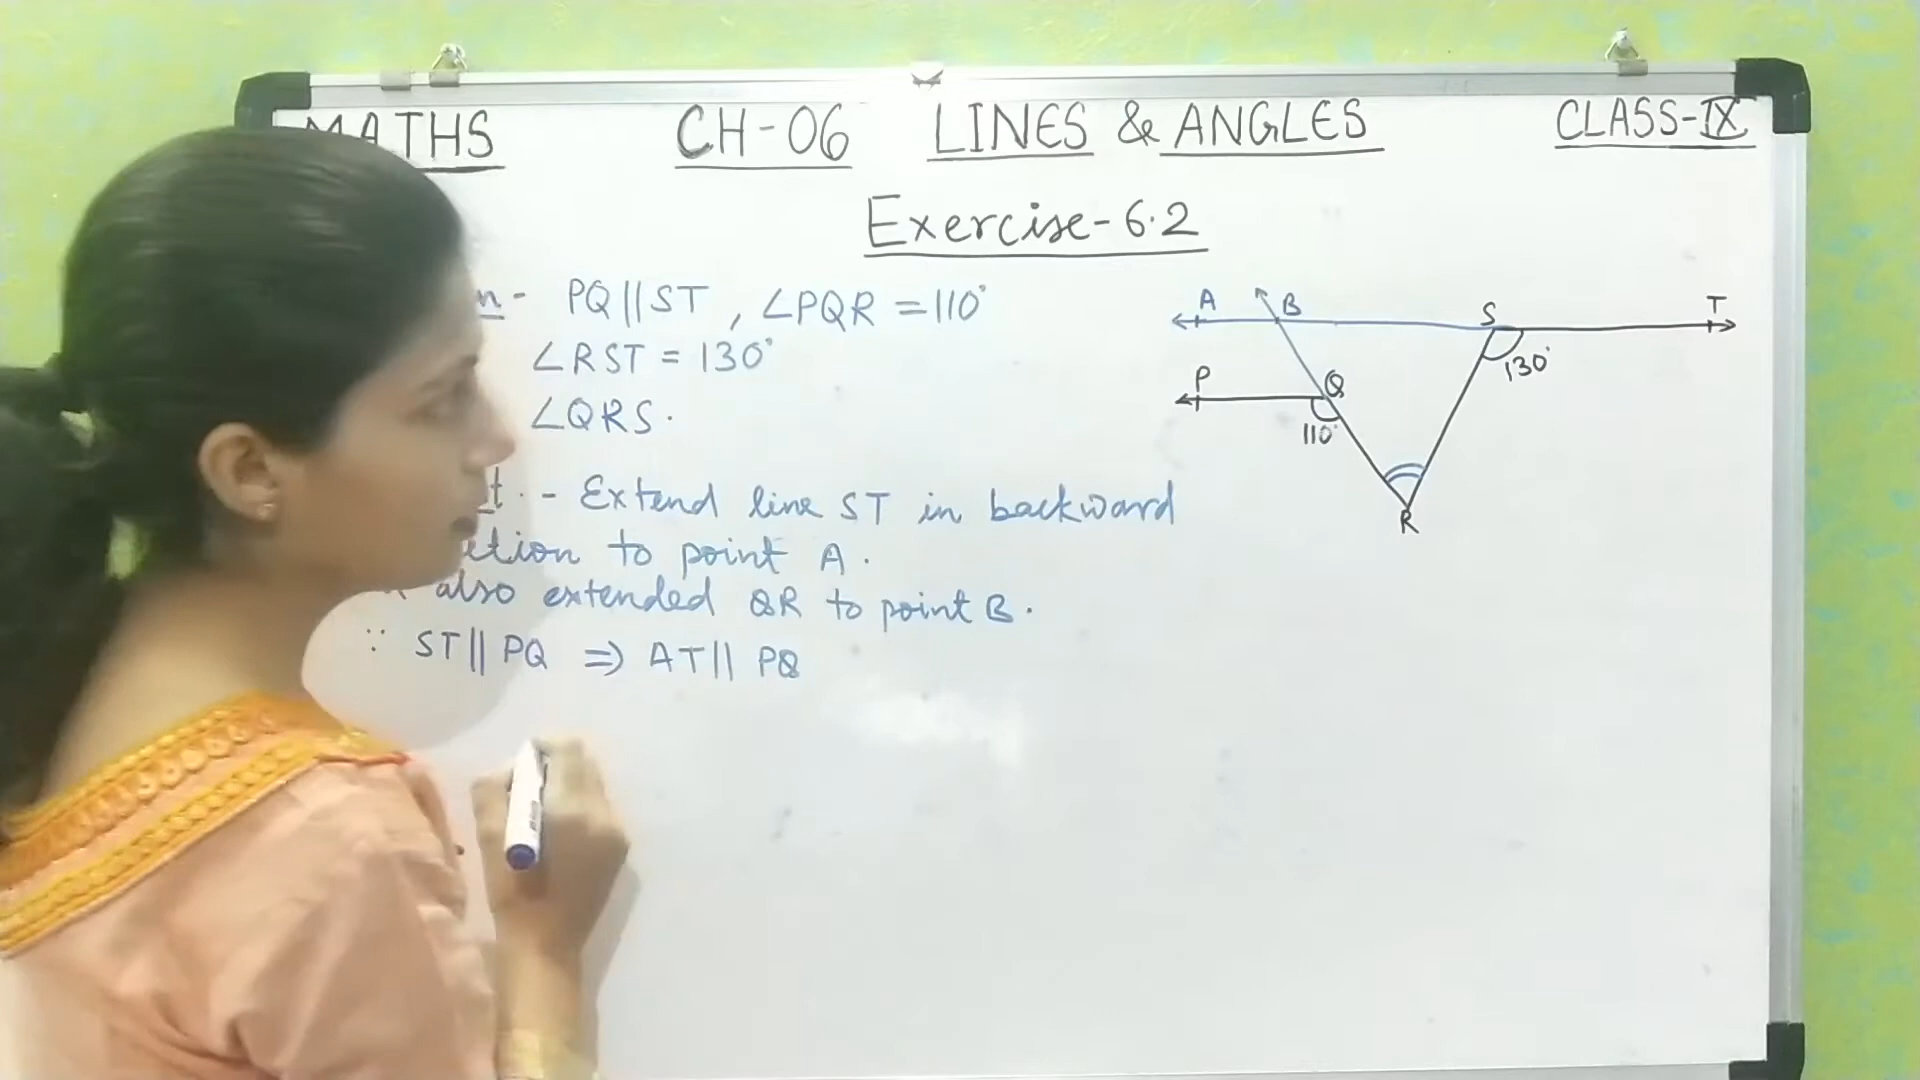 MATHS CH-06 LINES & ANGLES CLASS-IX
Exercise-6.2
PQ||ST, ∠PQR = 110°
∠RST = 130°
∠QRS.
- Extend line ST in backward
to point A.
also extended QR to point B.
∵ ST || PQ ⇒ AT || PQ
A B S T
130°
P Q
110°
R